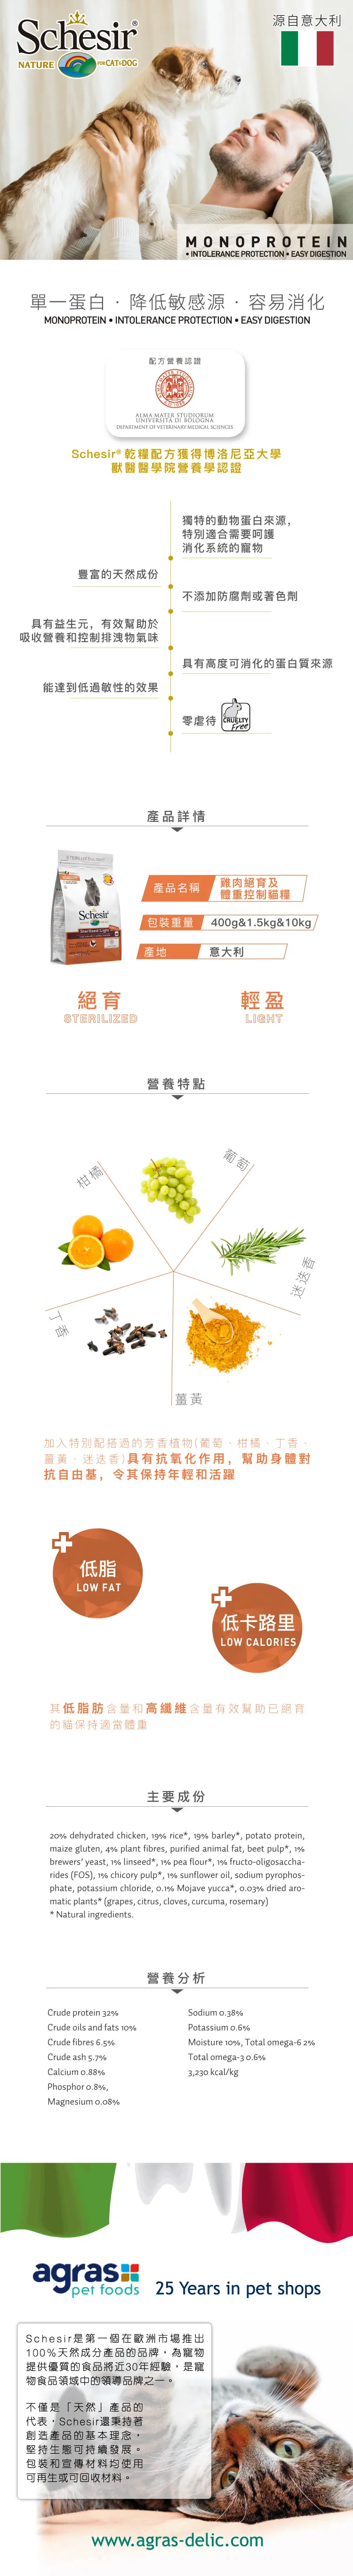 Schesir®
NATURE FOR CAT&DOG
源自意大利
MONOPROTEIN
• INTOLERANCE PROTECTION • EASY DIGESTION
單一蛋白 · 降低敏感源 · 容易消化
MONOPROTEIN • INTOLERANCE PROTECTION • EASY DIGESTION
配方營養認證
ALMA MATER STUDIORUM
UNIVERSITÀ DI BOLOGNA
DEPARTMENT OF VETERINARY MEDICAL SCIENCES
Schesir® 乾糧配方獲得博洛尼亞大學
獸醫醫學院營養學認證
獨特的動物蛋白來源，
特別適合需要呵護
消化系統的寵物
豐富的天然成份
不添加防腐劑或著色劑
具有益生元，有效幫助於
吸收營養和控制排洩物氣味
具有高度可消化的蛋白質來源
能達到低過敏性的效果
零虐待
CRUELTY
Free
產品詳情
Schesir
Sterilized Light
產品名稱
雞肉絕育及
體重控制貓糧
包裝重量
400g&1.5kg&10kg
產地
意大利
絕育
STERILIZED
輕盈
LIGHT
營養特點
葡萄
柑橘
迷迭香
丁香
薑黃
加入特別配搭過的芳香植物(葡萄、柑橘、丁香、
薑黃、迷迭香)具有抗氧化作用，幫助身體對
抗自由基，令其保持年輕和活躍
低脂
LOW FAT
低卡路里
LOW CALORIES
其低脂肪含量和高纖維含量有效幫助已絕育
的貓保持適當體重
主要成份
20% dehydrated chicken, 19% rice*, 19% barley*, potato protein,
maize gluten, 4% plant fibres, purified animal fat, beet pulp*, 1%
brewers' yeast, 1% linseed*, 1% pea flour*, 1% fructo-oligosaccha-
rides (FOS), 1% chicory pulp*, 1% sunflower oil, sodium pyrophos-
phate, potassium chloride, 0.1% Mojave yucca*, 0.03% dried aro-
matic plants* (grapes, citrus, cloves, curcuma, rosemary)
* Natural ingredients.
營養分析
Crude protein 32%
Crude oils and fats 10%
Crude fibres 6.5%
Crude ash 5.7%
Calcium 0.88%
Phosphor 0.8%,
Magnesium 0.08%
Sodium 0.38%
Potassium 0.6%
Moisture 10%, Total omega-6 2%
Total omega-3 0.6%
3,230 kcal/kg
agras
pet foods
25 Years in pet shops
Schesir是第一個在歐洲市場推出
100%天然成分產品的品牌，為寵物
提供優質的食品將近30年經驗，是寵
物食品領域中的領導品牌之一。
不僅是「天然」產品的
代表，Schesir還秉持著
創造產品的基本理念，
堅持生態可持續發展。
包裝和宣傳材料均使用
可再生或可回收材料。
www.agras-delic.com